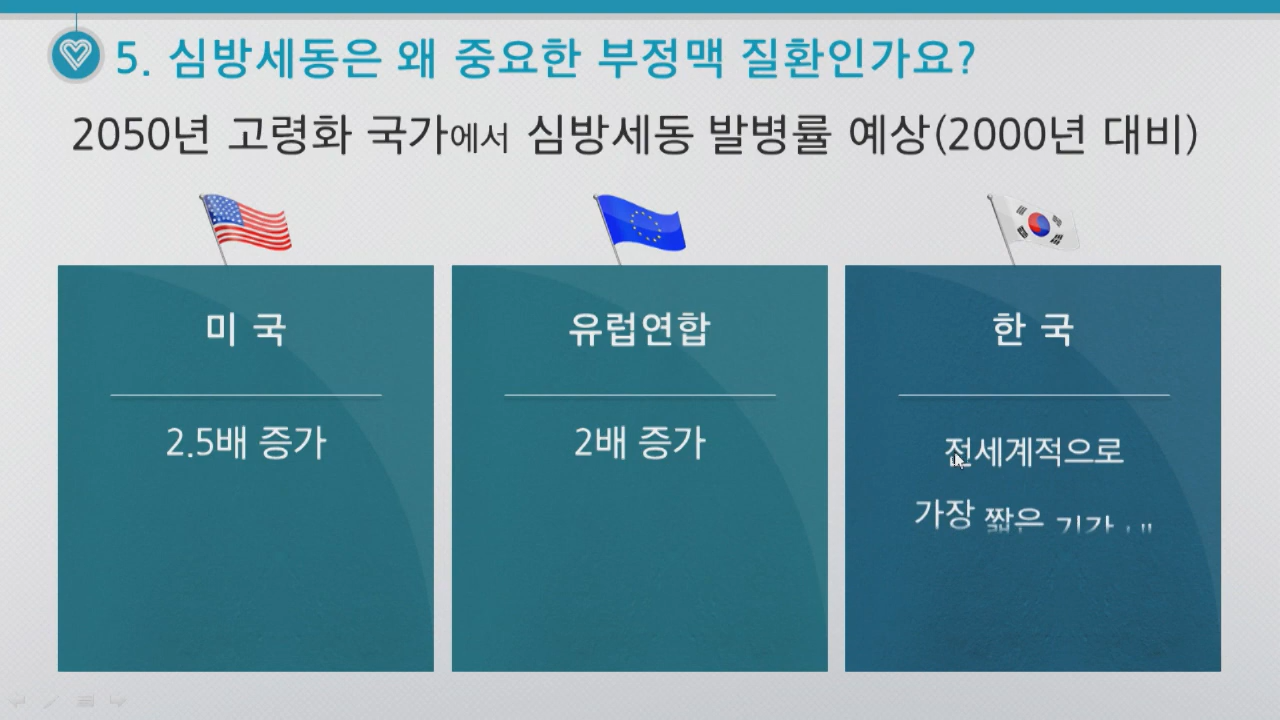 5. 심방세동은 왜 중요한 부정맥 질환인가요?
2050년 고령화 국가에서 심방세동 발병률 예상(2000년 대비)
미 국
2.5배 증가
유럽연합
2배 증가
한 국
전세계적으로
가장 짧은 기간